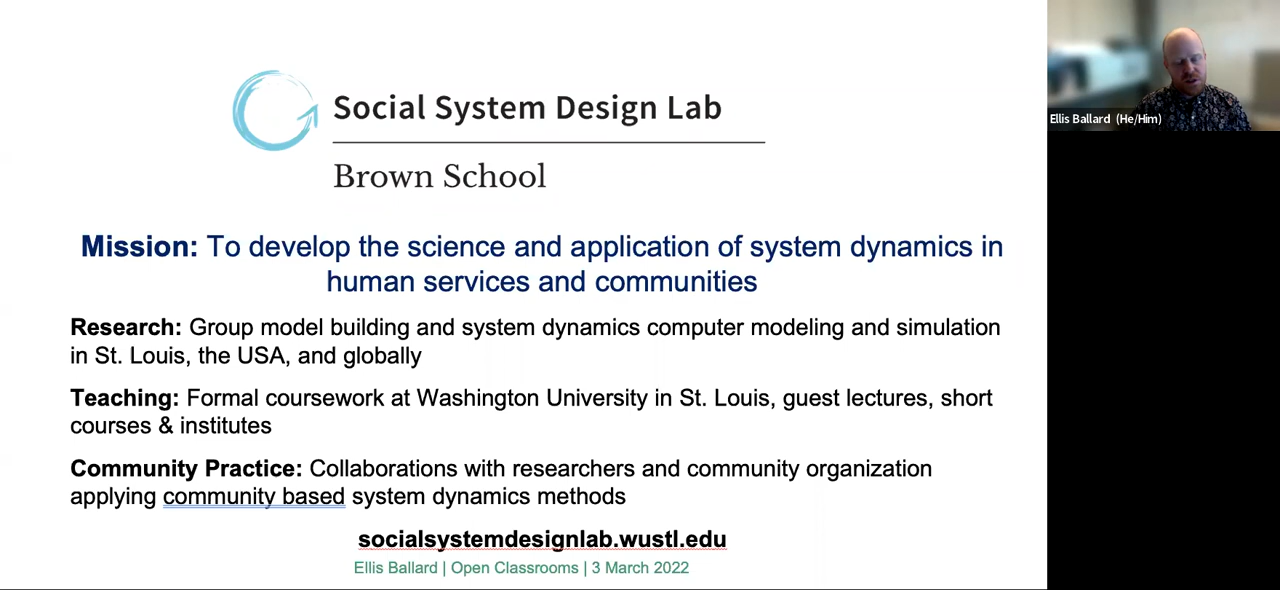 Social System Design Lab
Brown School
Mission: To develop the science and application of system dynamics in
human services and communities
Research: Group model building and system dynamics computer modeling and simulation
in St. Louis, the USA, and globally
Teaching: Formal coursework at Washington University in St. Louis, guest lectures, short
courses & institutes
Community Practice: Collaborations with researchers and community organization
applying community based system dynamics methods
socialsystemdesignlab.wustl.edu
Ellis Ballard | Open Classrooms | 3 March 2022
Ellis Ballard (He/Him)